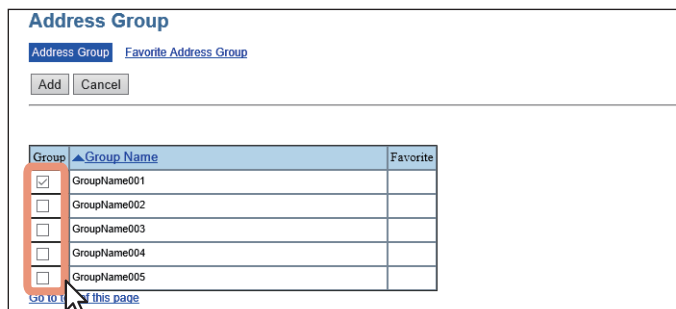 Address Group
Address Group Favorite Address Group
Add Cancel
Group ▲Group Name Favorite
GroupName001
GroupName002
GroupName003
GroupName004
GroupName005
Go to of this page